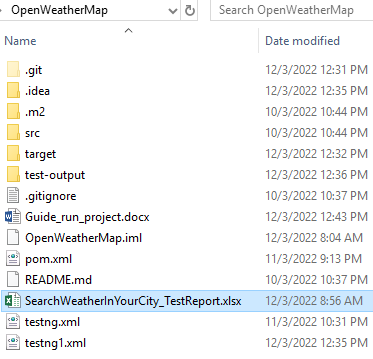 OpenWeatherMap Search OpenWeatherMap
Name Date modified
.git 12/3/2022 12:31 PM
.idea 12/3/2022 12:35 PM
.m2 10/3/2022 10:44 PM
src 10/3/2022 10:44 PM
target 12/3/2022 12:32 PM
test-output 12/3/2022 12:36 PM
.gitignore 10/3/2022 10:37 PM
Guide_run_project.docx 12/3/2022 12:43 PM
OpenWeatherMap.iml 12/3/2022 8:04 AM
pom.xml 11/3/2022 9:13 PM
README.md 10/3/2022 10:37 PM
SearchWeatherInYourCity_TestReport.xlsx 12/3/2022 8:56 AM
testng.xml 11/3/2022 10:31 PM
testng1.xml 12/3/2022 12:35 PM